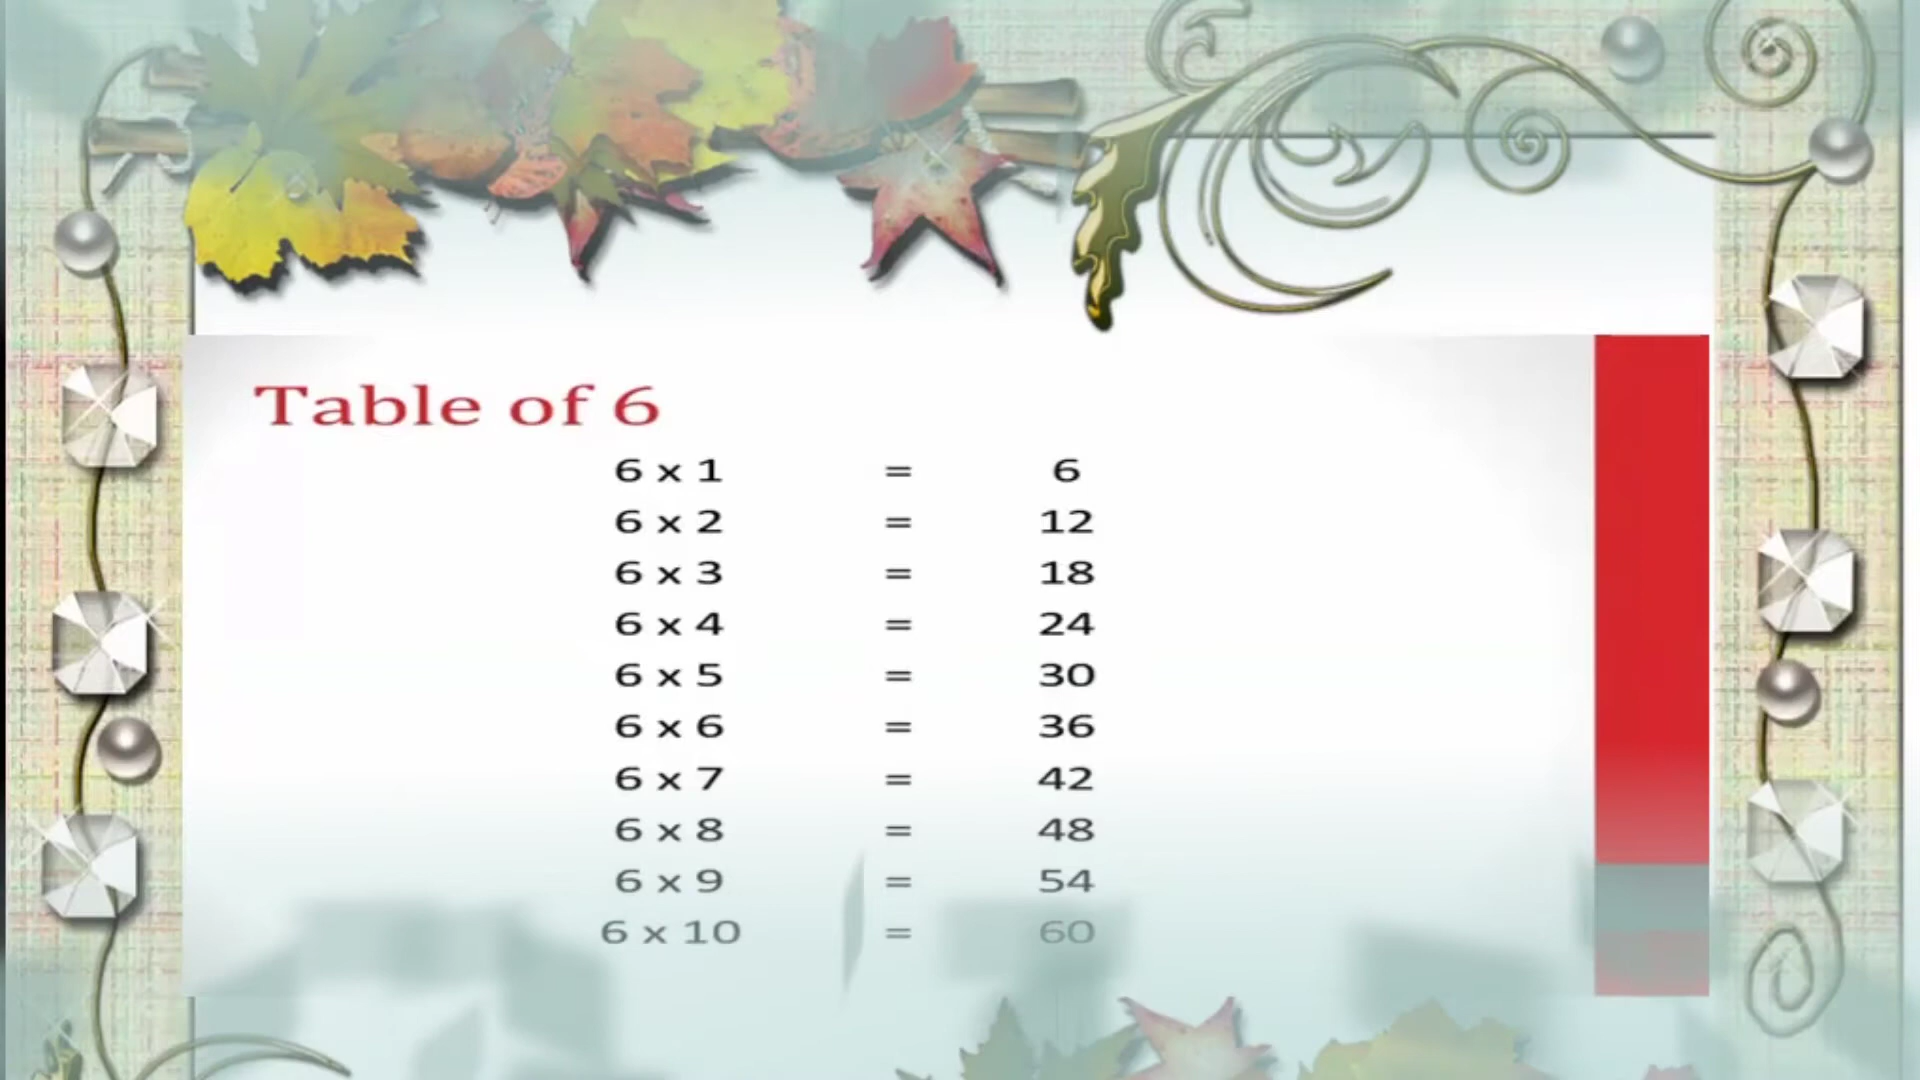 Table of 6
6 x 1 = 6
6 x 2 = 12
6 x 3 = 18
6 x 4 = 24
6 x 5 = 30
6 x 6 = 36
6 x 7 = 42
6 x 8 = 48
6 x 9 = 54
6 x 10 = 60